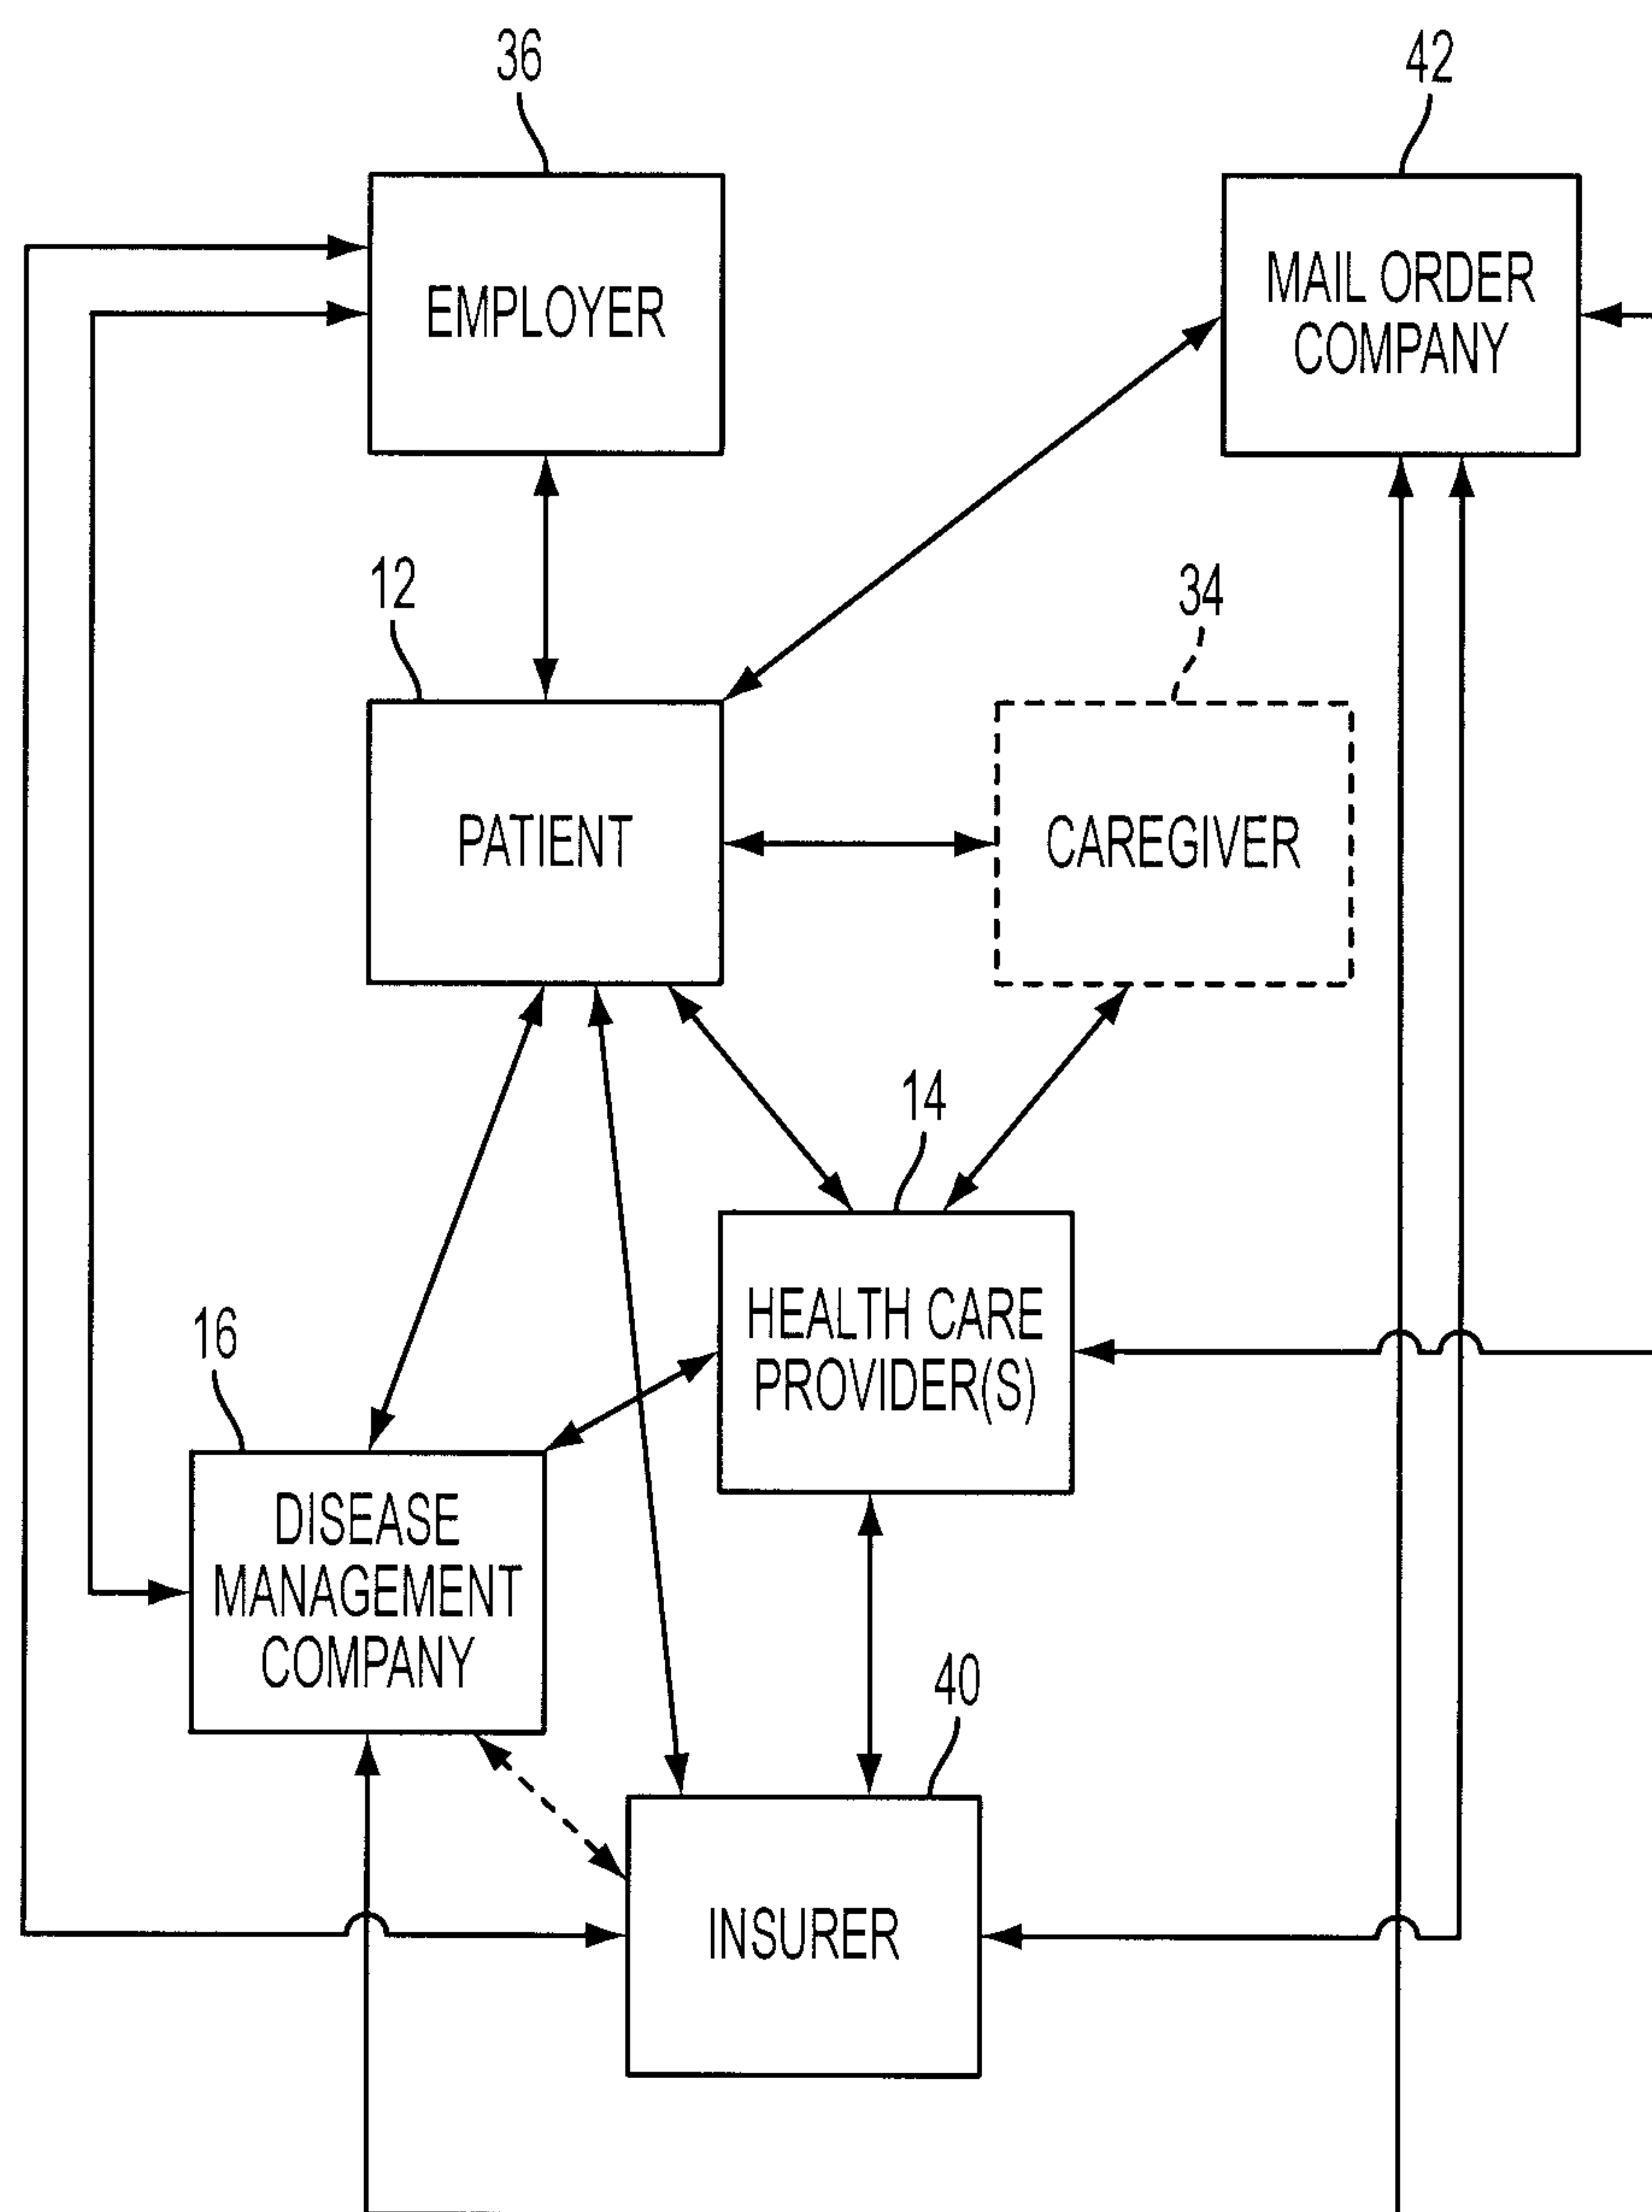 36
42
EMPLOYER
MAIL ORDER
COMPANY
12
34
PATIENT
CAREGIVER
14
16
HEALTH CARE
PROVIDER(S)
DISEASE
MANAGEMENT
COMPANY
40
INSURER